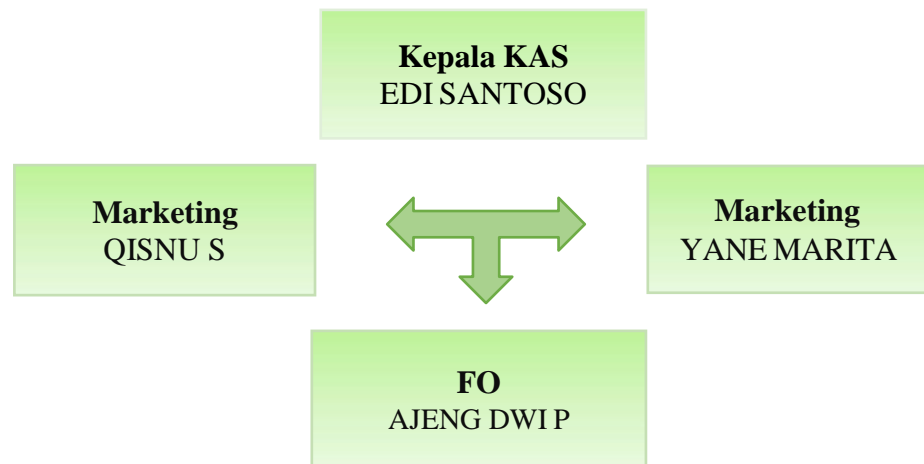 Kepala KAS
EDI SANTOSO
Marketing
QISNU S
Marketing
YANE MARITA
FO
AJENG DWI P